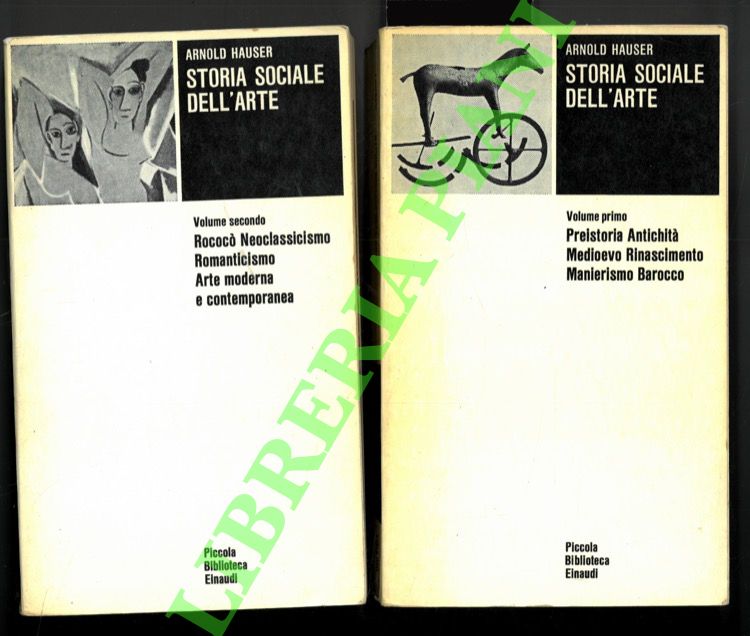 ARNOLD HAUSER
STORIA SOCIALE
DELL'ARTE
Volume secondo
Rococò Neoclassicismo
Romanticismo
Arte moderna
e contemporanea
Piccola
Biblioteca
Einaudi
ARNOLD HAUSER
STORIA SOCIALE
DELL'ARTE
Volume primo
Preistoria Antichità
Medioevo Rinascimento
Manierismo Barocco
Piccola
Biblioteca
Einaudi
LIBRERIA PIANI